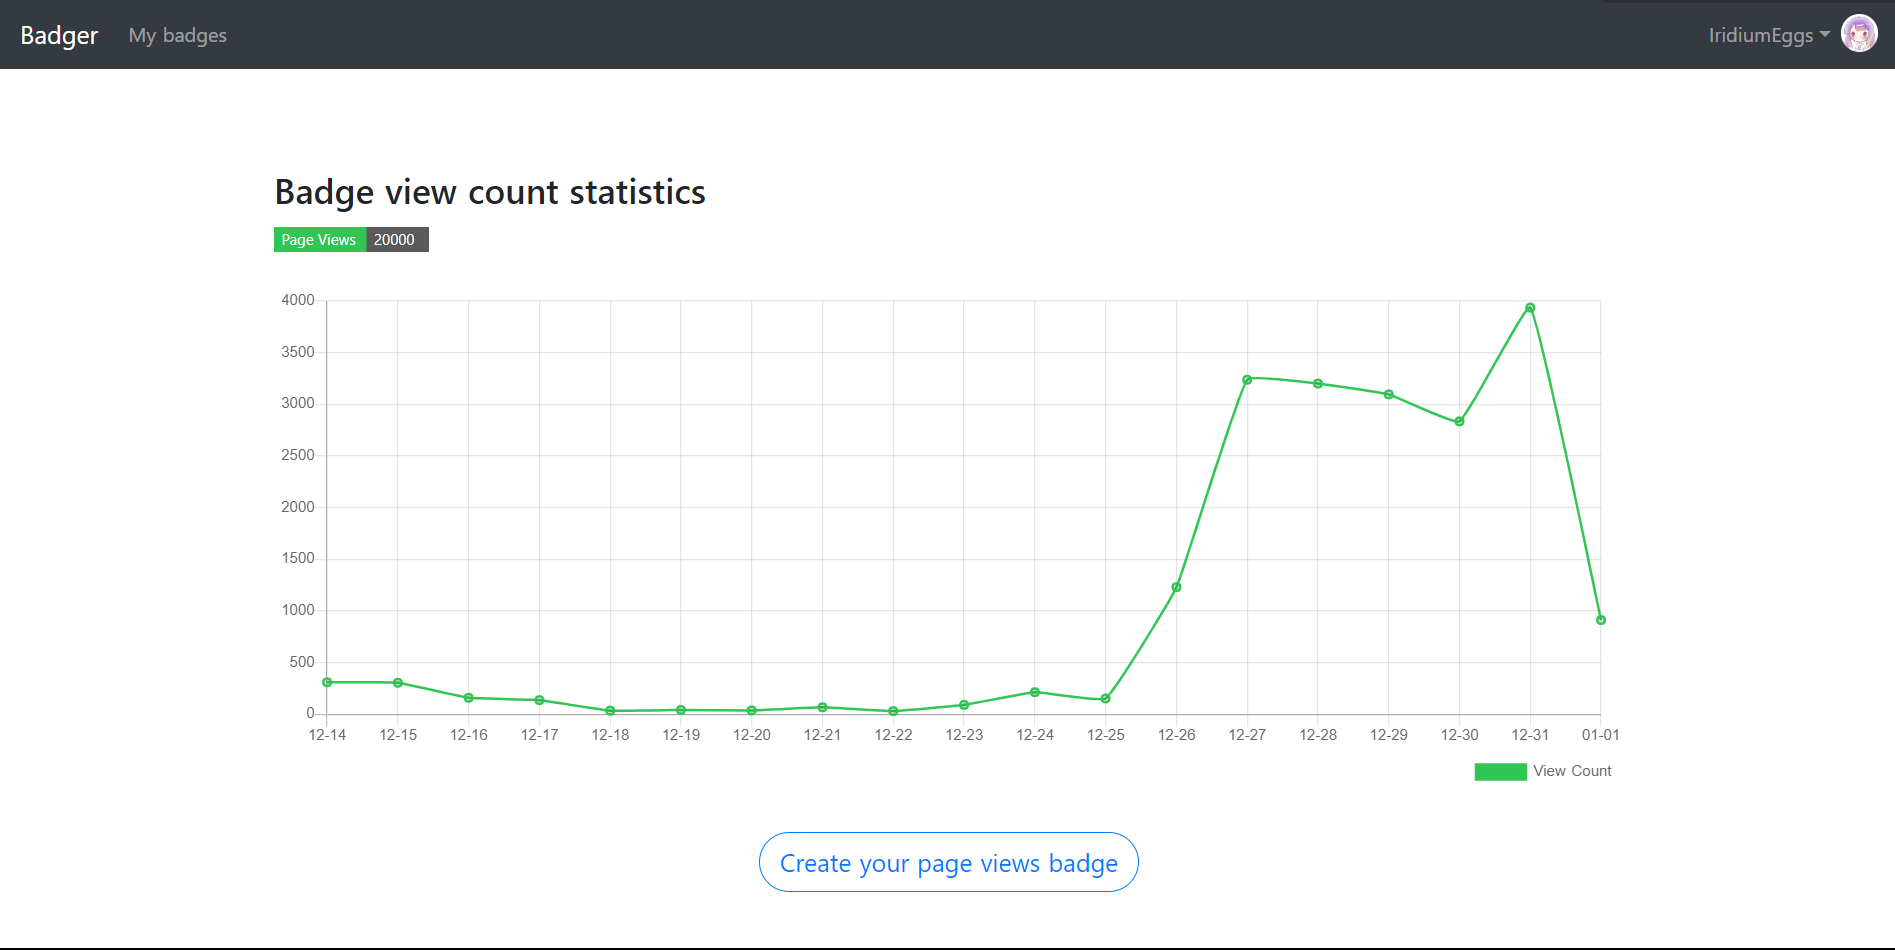 Badger My badges IridiumEggs
Badge view count statistics
Page Views 20000
4000
3500
3000
2500
2000
1500
1000
500
0
12-14 12-15 12-16 12-17 12-18 12-19 12-20 12-21 12-22 12-23 12-24 12-25 12-26 12-27 12-28 12-29 12-30 12-31 01-01
View Count
Create your page views badge